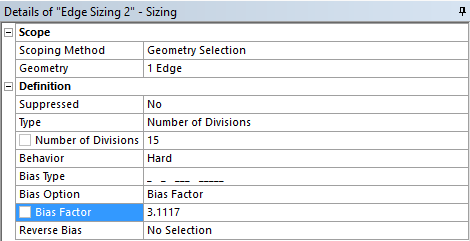 Details of "Edge Sizing 2" - Sizing
Scope
Scoping Method Geometry Selection
Geometry 1 Edge
Definition
Suppressed No
Type Number of Divisions
Number of Divisions 15
Behavior Hard
Bias Type _ _ ___ _____
Bias Option Bias Factor
Bias Factor 3.1117
Reverse Bias No Selection